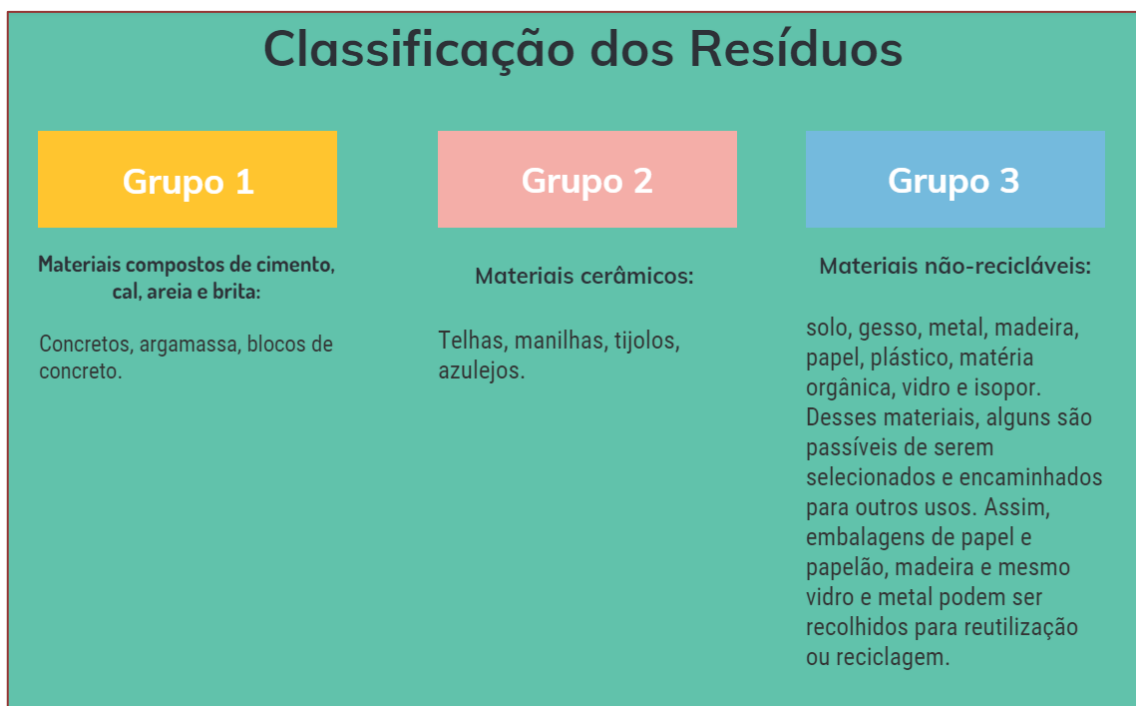 Classificação dos Resíduos
Grupo 1
Materiais compostos de cimento,
cal, areia e brita:
Concretos, argamassa, blocos de
concreto.
Grupo 2
Materiais cerâmicos:
Telhas, manilhas, tijolos,
azulejos.
Grupo 3
Materiais não-recicláveis:
solo, gesso, metal, madeira,
papel, plástico, matéria
orgânica, vidro e isopor.
Desses materiais, alguns são
passíveis de serem
selecionados e encaminhados
para outros usos. Assim,
embalagens de papel e
papelão, madeira e mesmo
vidro e metal podem ser
recolhidos para reutilização
ou reciclagem.